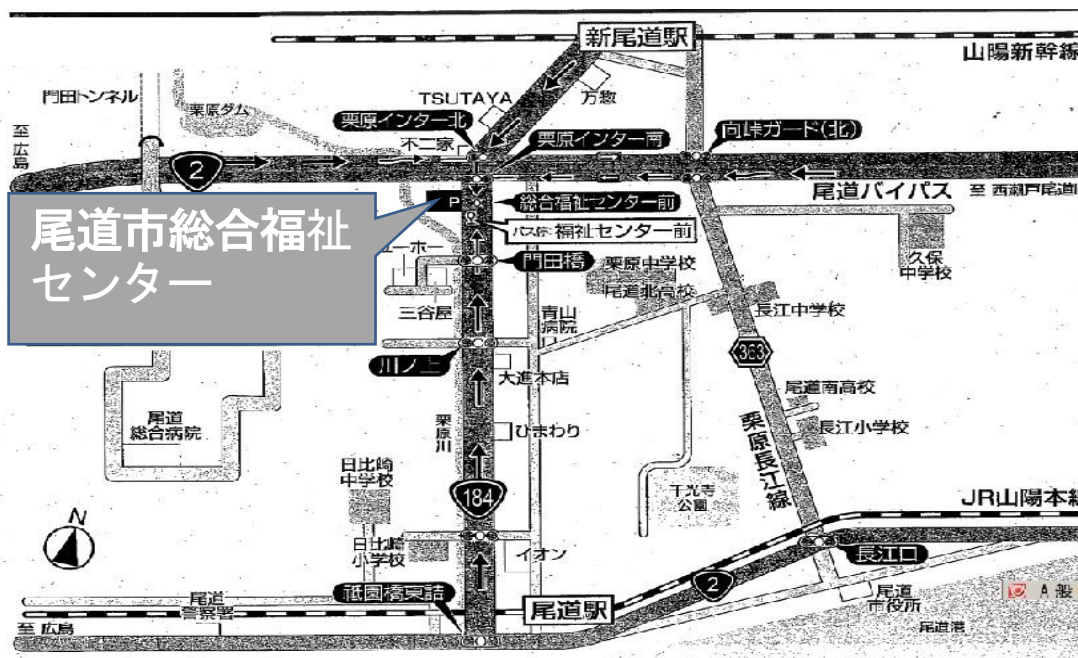 新尾道駅
山陽新幹線
門田トンネル
栗原ダム
TSUTAYA
万惣
至広島
栗原インター北
不二家
栗原インター南
向峠ガード(北)
2
尾道バイパス
至 西瀬戸尾道
P
総合福祉センター前
バス停: 福祉センター前
尾道市総合福祉
センター
ューホー
門田橋
栗原中学校
尾道北高校
久保
中学校
三谷屋
青山
病院
長江中学校
川ノ上
363
大進本店
尾道南高校
尾道
総合病院
栗原川
ひまわり
栗原長江線
長江小学校
日比崎
中学校
184
千光寺
公園
JR山陽本線
N
日比崎
小学校
イオン
長江口
祗園橋東詰
2
尾道
警察署
尾道駅
尾道
市役所
A 般
至 広島
尾道港